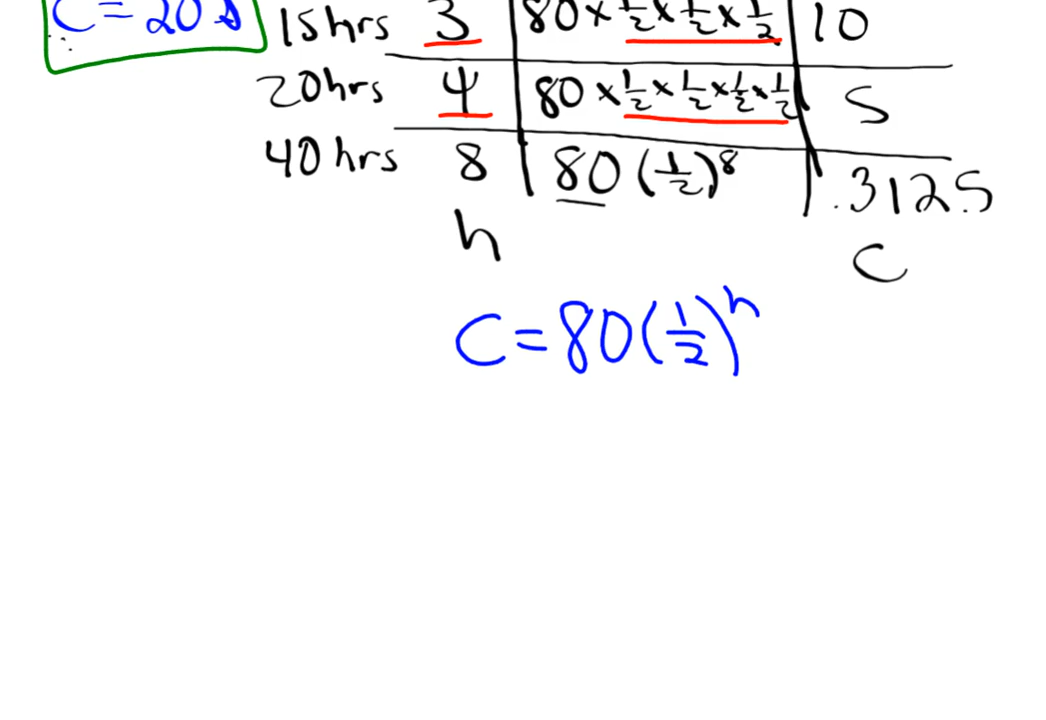 C = 20
15hrs 3 80 × 1/2 × 1/2 × 1/2 10
20hrs 4 80 × 1/2 × 1/2 × 1/2 × 1/2 5
40 hrs 8 80 (1/2)^8 .3125
h C
C = 80 (1/2)^h